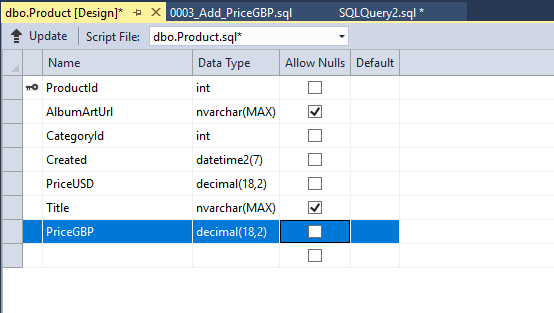 dbo.Product [Design]* 0003_Add_PriceGBP.sql SQLQuery2.sql *
Update Script File: dbo.Product.sql*
Name Data Type Allow Nulls Default
ProductId int
AlbumArtUrl nvarchar(MAX)
CategoryId int
Created datetime2(7)
PriceUSD decimal(18,2)
Title nvarchar(MAX)
PriceGBP decimal(18,2)